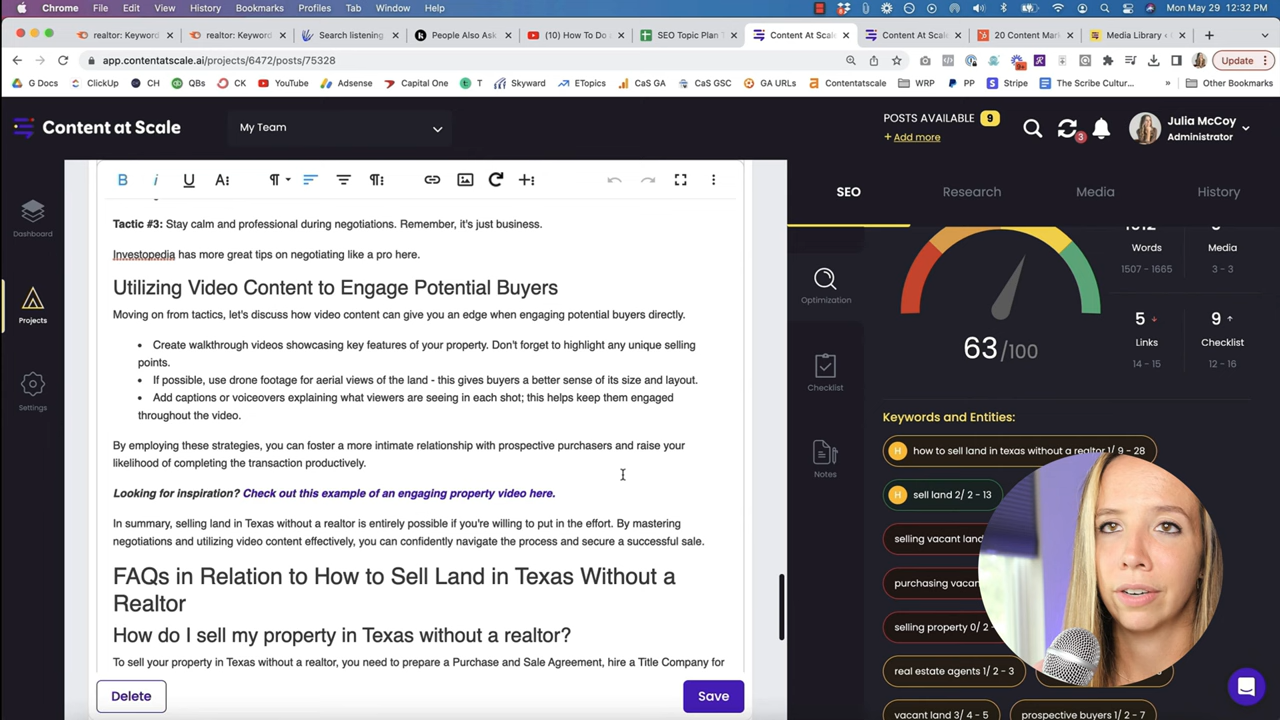 Chrome File Edit View History Bookmarks Profiles Tab Window Help
Mon May 29 12:32 PM
realtor: Keyword
realtor: Keyword
Search listening
People Also Ask
(10) How To Do
SEO Topic Plan T
Content At Scale
Content At Scale
20 Content Mar
Media Library
app.contentatscale.ai/projects/6472/posts/75328
Update
G Docs ClickUp CH QBs CK YouTube Adsense Capital One T Skyward ETopics CaS GA CaS GSC GA URLs Contentatscale WRP PP Stripe The Scribe Cultur... » Other Bookmarks
Content at Scale
My Team
POSTS AVAILABLE 9
+ Add more
3
Julia McCoy
Administrator
Dashboard
Projects
Settings
B i U A
Tactic #3: Stay calm and professional during negotiations. Remember, it's just business.
Investopedia has more great tips on negotiating like a pro here.
Utilizing Video Content to Engage Potential Buyers
Moving on from tactics, let's discuss how video content can give you an edge when engaging potential buyers directly.
• Create walkthrough videos showcasing key features of your property. Don't forget to highlight any unique selling
points.
• If possible, use drone footage for aerial views of the land - this gives buyers a better sense of its size and layout.
• Add captions or voiceovers explaining what viewers are seeing in each shot; this helps keep them engaged
throughout the video.
By employing these strategies, you can foster a more intimate relationship with prospective purchasers and raise your
likelihood of completing the transaction productively.
Looking for inspiration? Check out this example of an engaging property video here.
In summary, selling land in Texas without a realtor is entirely possible if you're willing to put in the effort. By mastering
negotiations and utilizing video content effectively, you can confidently navigate the process and secure a successful sale.
FAQs in Relation to How to Sell Land in Texas Without a
Realtor
How do I sell my property in Texas without a realtor?
To sell your property in Texas without a realtor, you need to prepare a Purchase and Sale Agreement, hire a Title Company for
Delete
Save
SEO Research Media History
Optimization
Checklist
Notes
63/100
Words Media
1507 - 1665 3 - 3
5 ↓ 9 ↑
Links Checklist
14 - 15 12 - 16
Keywords and Entities:
H how to sell land in texas without a realtor 1/ 9 - 28
H sell land 2/ 2 - 13
selling vacant land
purchasing vacan
selling property 0/ 2 -
real estate agents 1/ 2 - 3
vacant land 3/ 4 - 5
prospective buyers 1/ 2 - 7